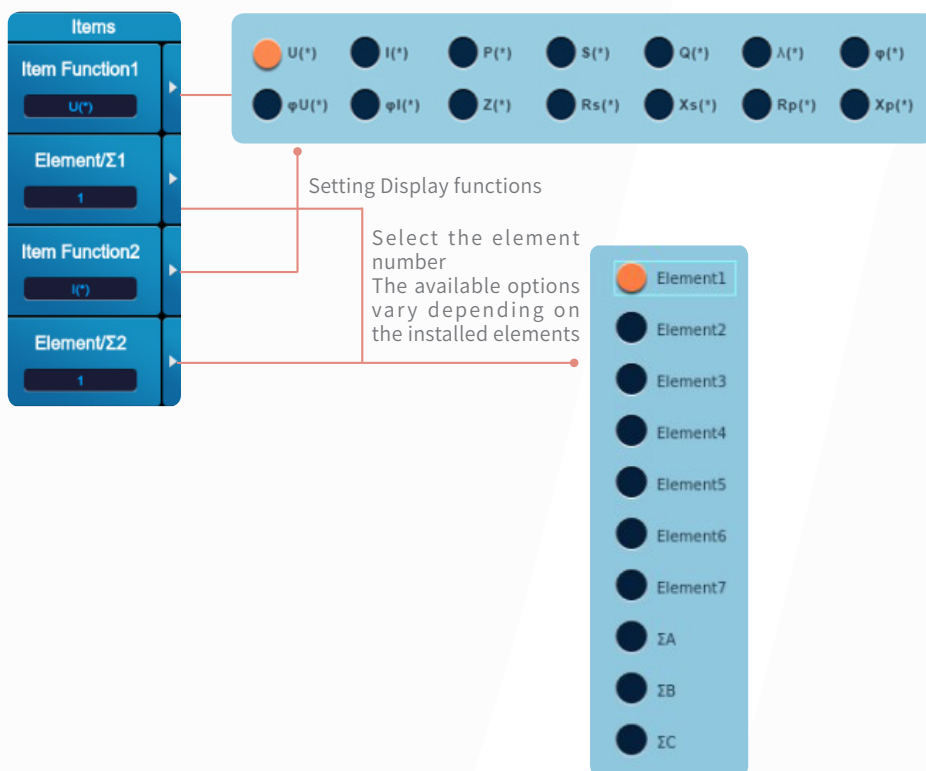 Items
Item Function1
U(*)
Element/Σ1
1
Item Function2
I(*)
Element/Σ2
1
U(*) I(*) P(*) S(*) Q(*) λ(*) φ(*)
φU(*) φI(*) Z(*) Rs(*) Xs(*) Rp(*) Xp(*)
Setting Display functions
Select the element
number
The available options
vary depending on
the installed elements
Element1
Element2
Element3
Element4
Element5
Element6
Element7
ΣA
ΣB
ΣC